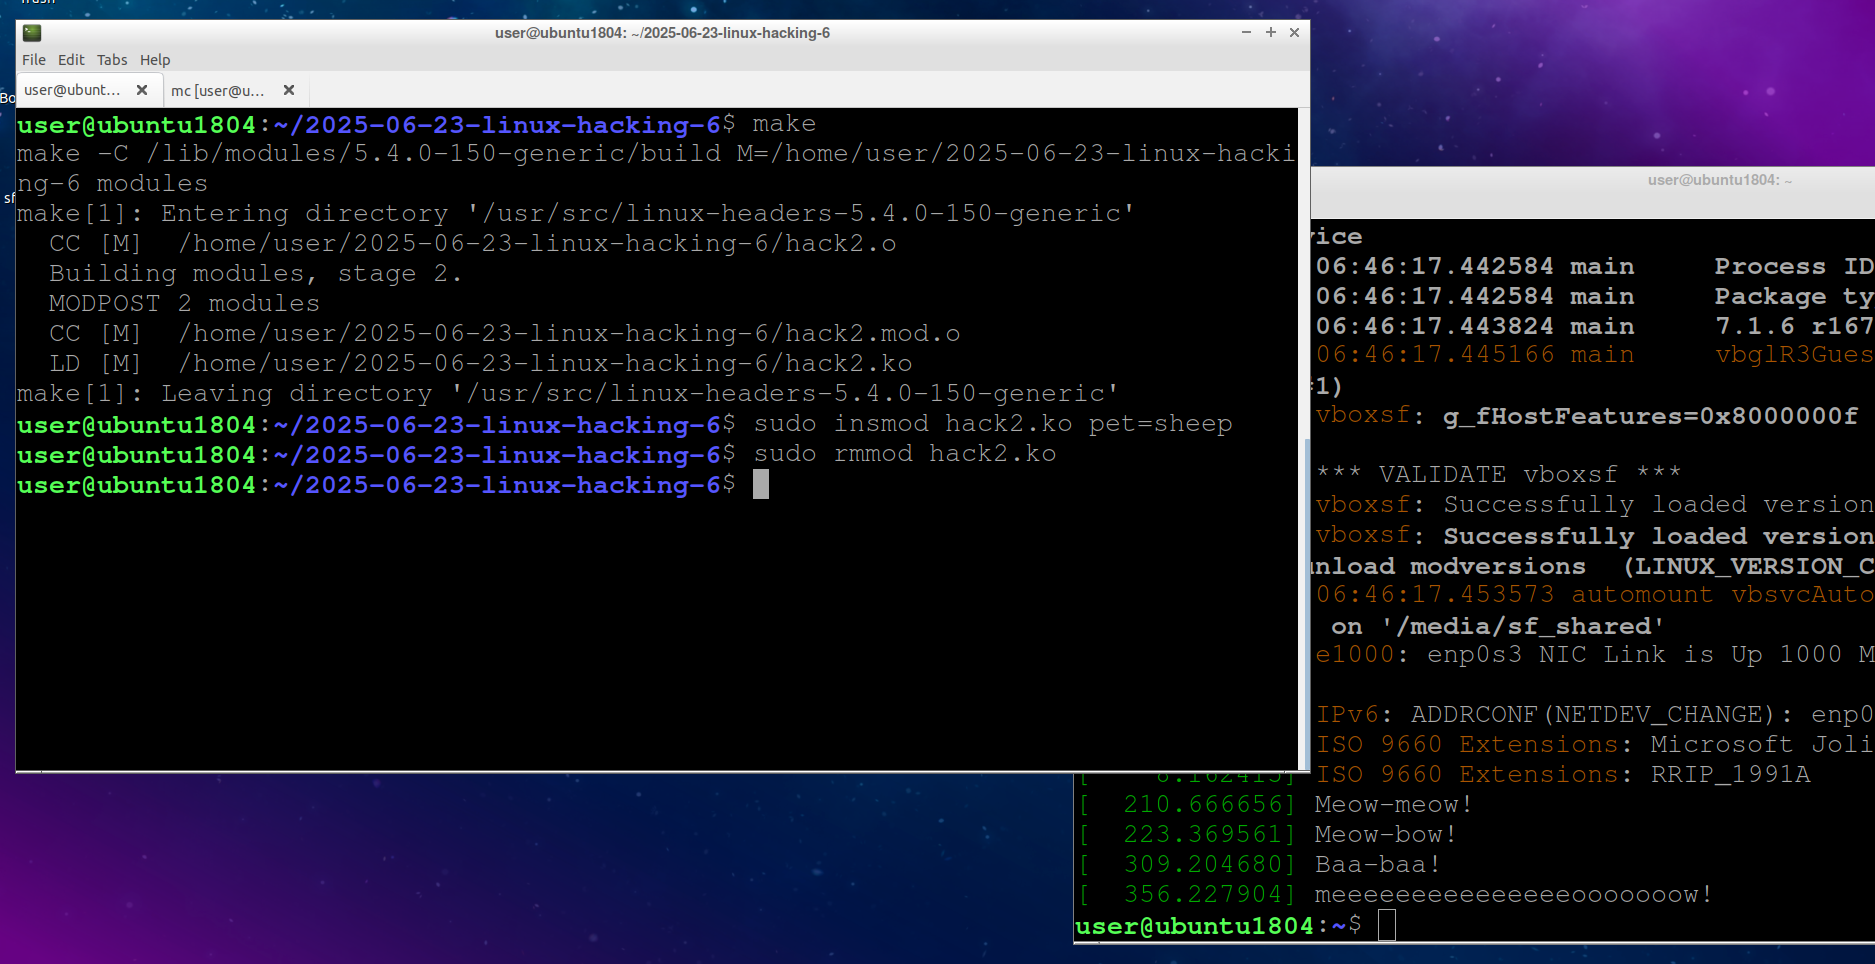 user@ubuntu1804: ~/2025-06-23-linux-hacking-6
File Edit Tabs Help
user@ubunt... mc [user@u...
user@ubuntu1804:~/2025-06-23-linux-hacking-6$ make
make -C /lib/modules/5.4.0-150-generic/build M=/home/user/2025-06-23-linux-hacki
ng-6 modules
make[1]: Entering directory '/usr/src/linux-headers-5.4.0-150-generic'
CC [M] /home/user/2025-06-23-linux-hacking-6/hack2.o
Building modules, stage 2.
MODPOST 2 modules
CC [M] /home/user/2025-06-23-linux-hacking-6/hack2.mod.o
LD [M] /home/user/2025-06-23-linux-hacking-6/hack2.ko
make[1]: Leaving directory '/usr/src/linux-headers-5.4.0-150-generic'
user@ubuntu1804:~/2025-06-23-linux-hacking-6$ sudo insmod hack2.ko pet=sheep
user@ubuntu1804:~/2025-06-23-linux-hacking-6$ sudo rmmod hack2.ko
user@ubuntu1804:~/2025-06-23-linux-hacking-6$
Bo
sf
user@ubuntu1804: ~
vice
06:46:17.442584 main Process ID
06:46:17.442584 main Package ty
06:46:17.443824 main 7.1.6 r167
06:46:17.445166 main vbglR3Gues
1)
vboxsf: g_fHostFeatures=0x8000000f
*** VALIDATE vboxsf ***
vboxsf: Successfully loaded version
vboxsf: Successfully loaded version
unload modversions (LINUX_VERSION_C
06:46:17.453573 automount vbsvcAuto
on '/media/sf_shared'
e1000: enp0s3 NIC Link is Up 1000 M
IPv6: ADDRCONF(NETDEV_CHANGE): enp0
ISO 9660 Extensions: Microsoft Joli
[ 8.162415] ISO 9660 Extensions: RRIP_1991A
[ 210.666656] Meow-meow!
[ 223.369561] Meow-bow!
[ 309.204680] Baa-baa!
[ 356.227904] meeeeeeeeeeeeeeeooooooow!
user@ubuntu1804:~$